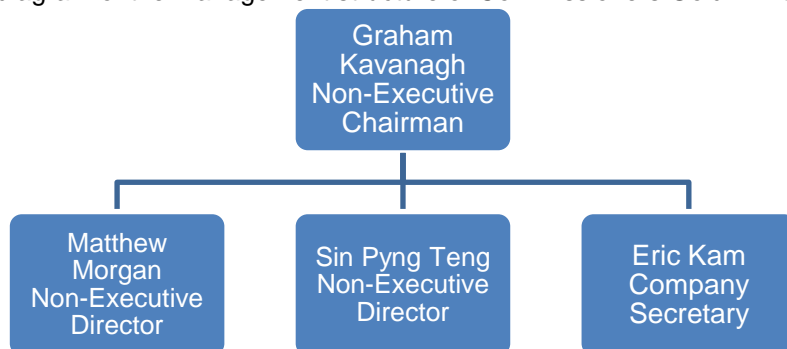 Graham
Kavanagh
Non-Executive
Chairman
Matthew
Morgan
Non-Executive
Director
Sin Pyng Teng
Non-Executive
Director
Eric Kam
Company
Secretary